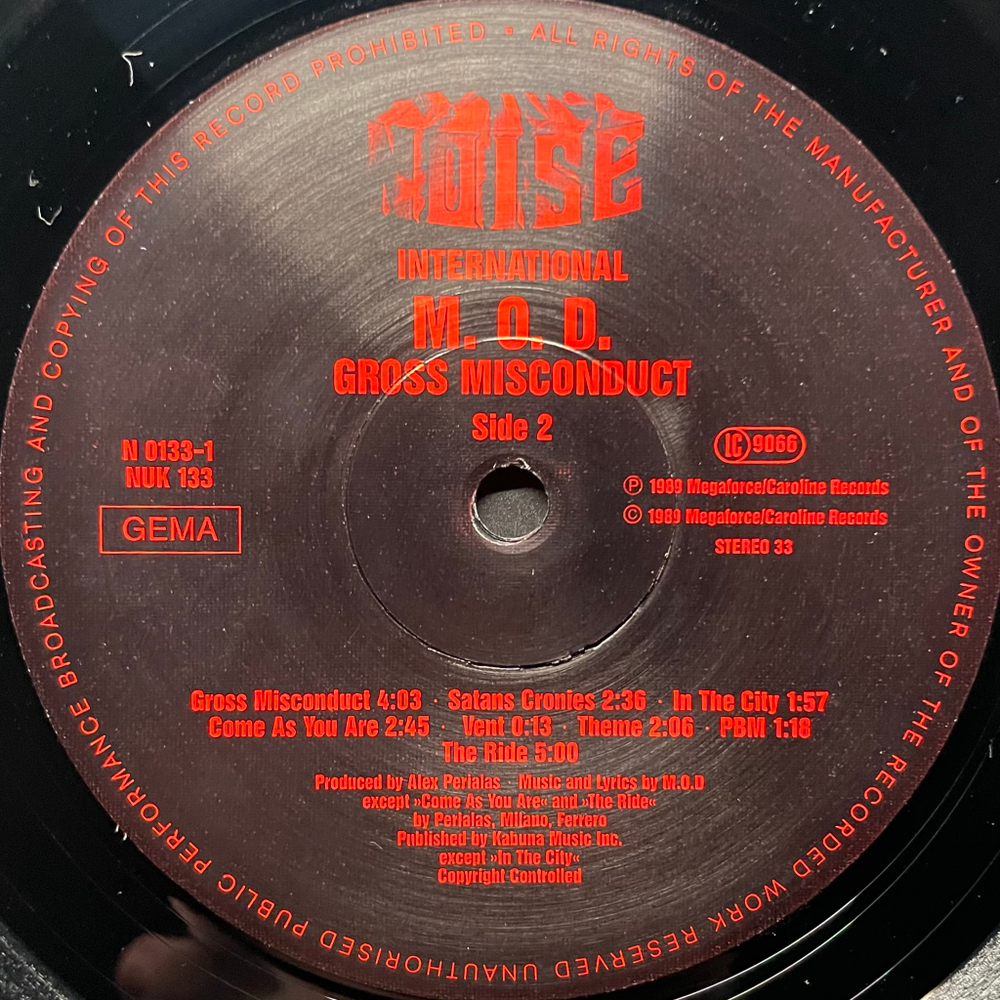 ALL RIGHTS OF THE MANUFACTURER AND OF THE OWNER OF THE RECORDED WORK RESERVED UNAUTHORISED PUBLIC PERFORMANCE BROADCASTING AND COPYING OF THIS RECORD PROHIBITED •
NOISE
INTERNATIONAL
M. O. D.
GROSS MISCONDUCT
Side 2
N 0133-1
NUK 133
GEMA
LC 9066
Ⓟ 1989 Megaforce/Caroline Records
© 1989 Megaforce/Caroline Records
STEREO 33
Gross Misconduct 4:03 · Satans Cronies 2:36 · In The City 1:57
Come As You Are 2:45 · Vent 0:13 · Theme 2:06 · PBM 1:18
The Ride 5:00
Produced by Alex Perialas Music and Lyrics by M.O.D
except »Come As You Are« and »The Ride«
by Perialas, Milano, Ferrero
Published by Kabuna Music Inc.
except »In The City«
Copyright Controlled